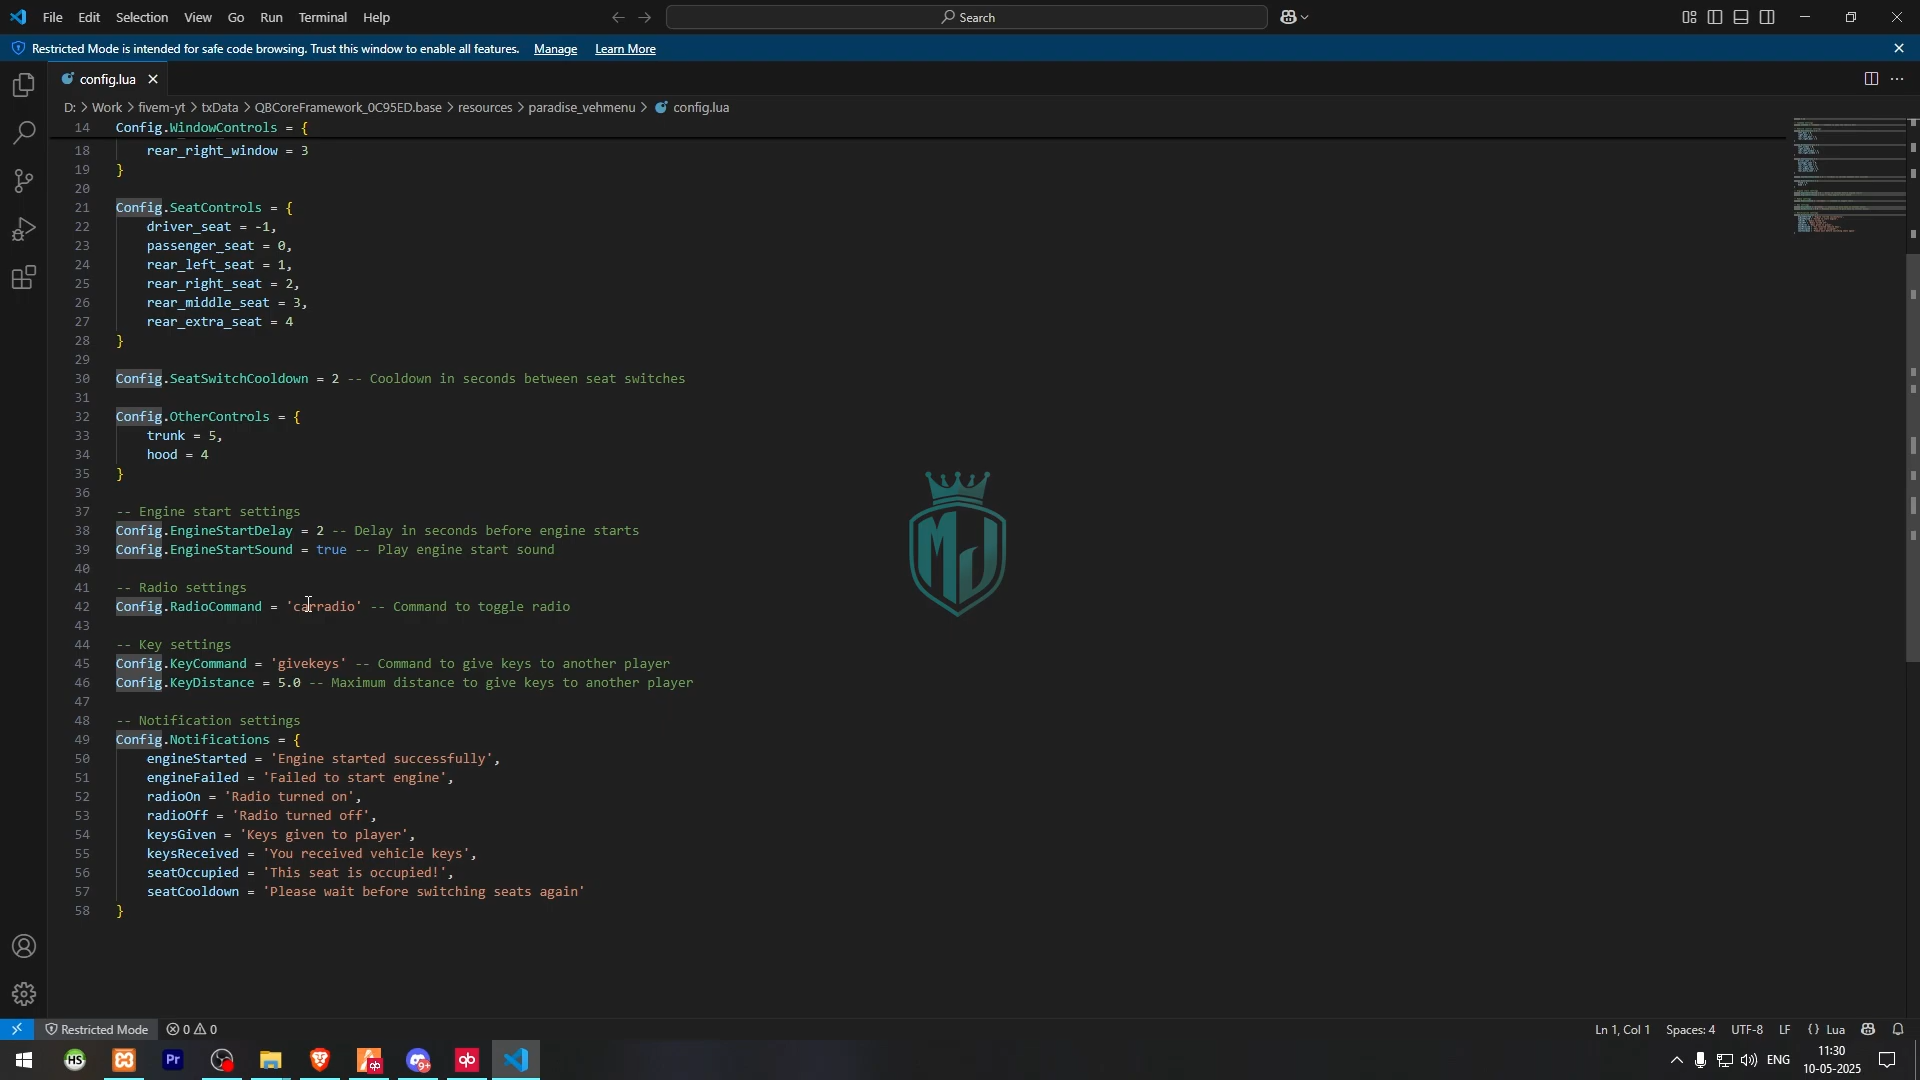 File Edit Selection View Go Run Terminal Help
Search
Restricted Mode is intended for safe code browsing. Trust this window to enable all features. Manage Learn More
config.lua
D: > Work > fivem-yt > txData > QBCoreFramework_0C95ED.base > resources > paradise_vehmenu > config.lua
14 Config.WindowControls = {
18 rear_right_window = 3
19 }
20
21 Config.SeatControls = {
22 driver_seat = -1,
23 passenger_seat = 0,
24 rear_left_seat = 1,
25 rear_right_seat = 2,
26 rear_middle_seat = 3,
27 rear_extra_seat = 4
28 }
29
30 Config.SeatSwitchCooldown = 2 -- Cooldown in seconds between seat switches
31
32 Config.OtherControls = {
33 trunk = 5,
34 hood = 4
35 }
36
37 -- Engine start settings
38 Config.EngineStartDelay = 2 -- Delay in seconds before engine starts
39 Config.EngineStartSound = true -- Play engine start sound
40
41 -- Radio settings
42 Config.RadioCommand = 'carradio' -- Command to toggle radio
43
44 -- Key settings
45 Config.KeyCommand = 'givekeys' -- Command to give keys to another player
46 Config.KeyDistance = 5.0 -- Maximum distance to give keys to another player
47
48 -- Notification settings
49 Config.Notifications = {
50 engineStarted = 'Engine started successfully',
51 engineFailed = 'Failed to start engine',
52 radioOn = 'Radio turned on',
53 radioOff = 'Radio turned off',
54 keysGiven = 'Keys given to player',
55 keysReceived = 'You received vehicle keys',
56 seatOccupied = 'This seat is occupied!',
57 seatCooldown = 'Please wait before switching seats again'
58 }
MJ
Restricted Mode 0 0 Ln 1, Col 1 Spaces: 4 UTF-8 LF {} Lua
HS Pr qb 9+ qb ENG 11:30
10-05-2025